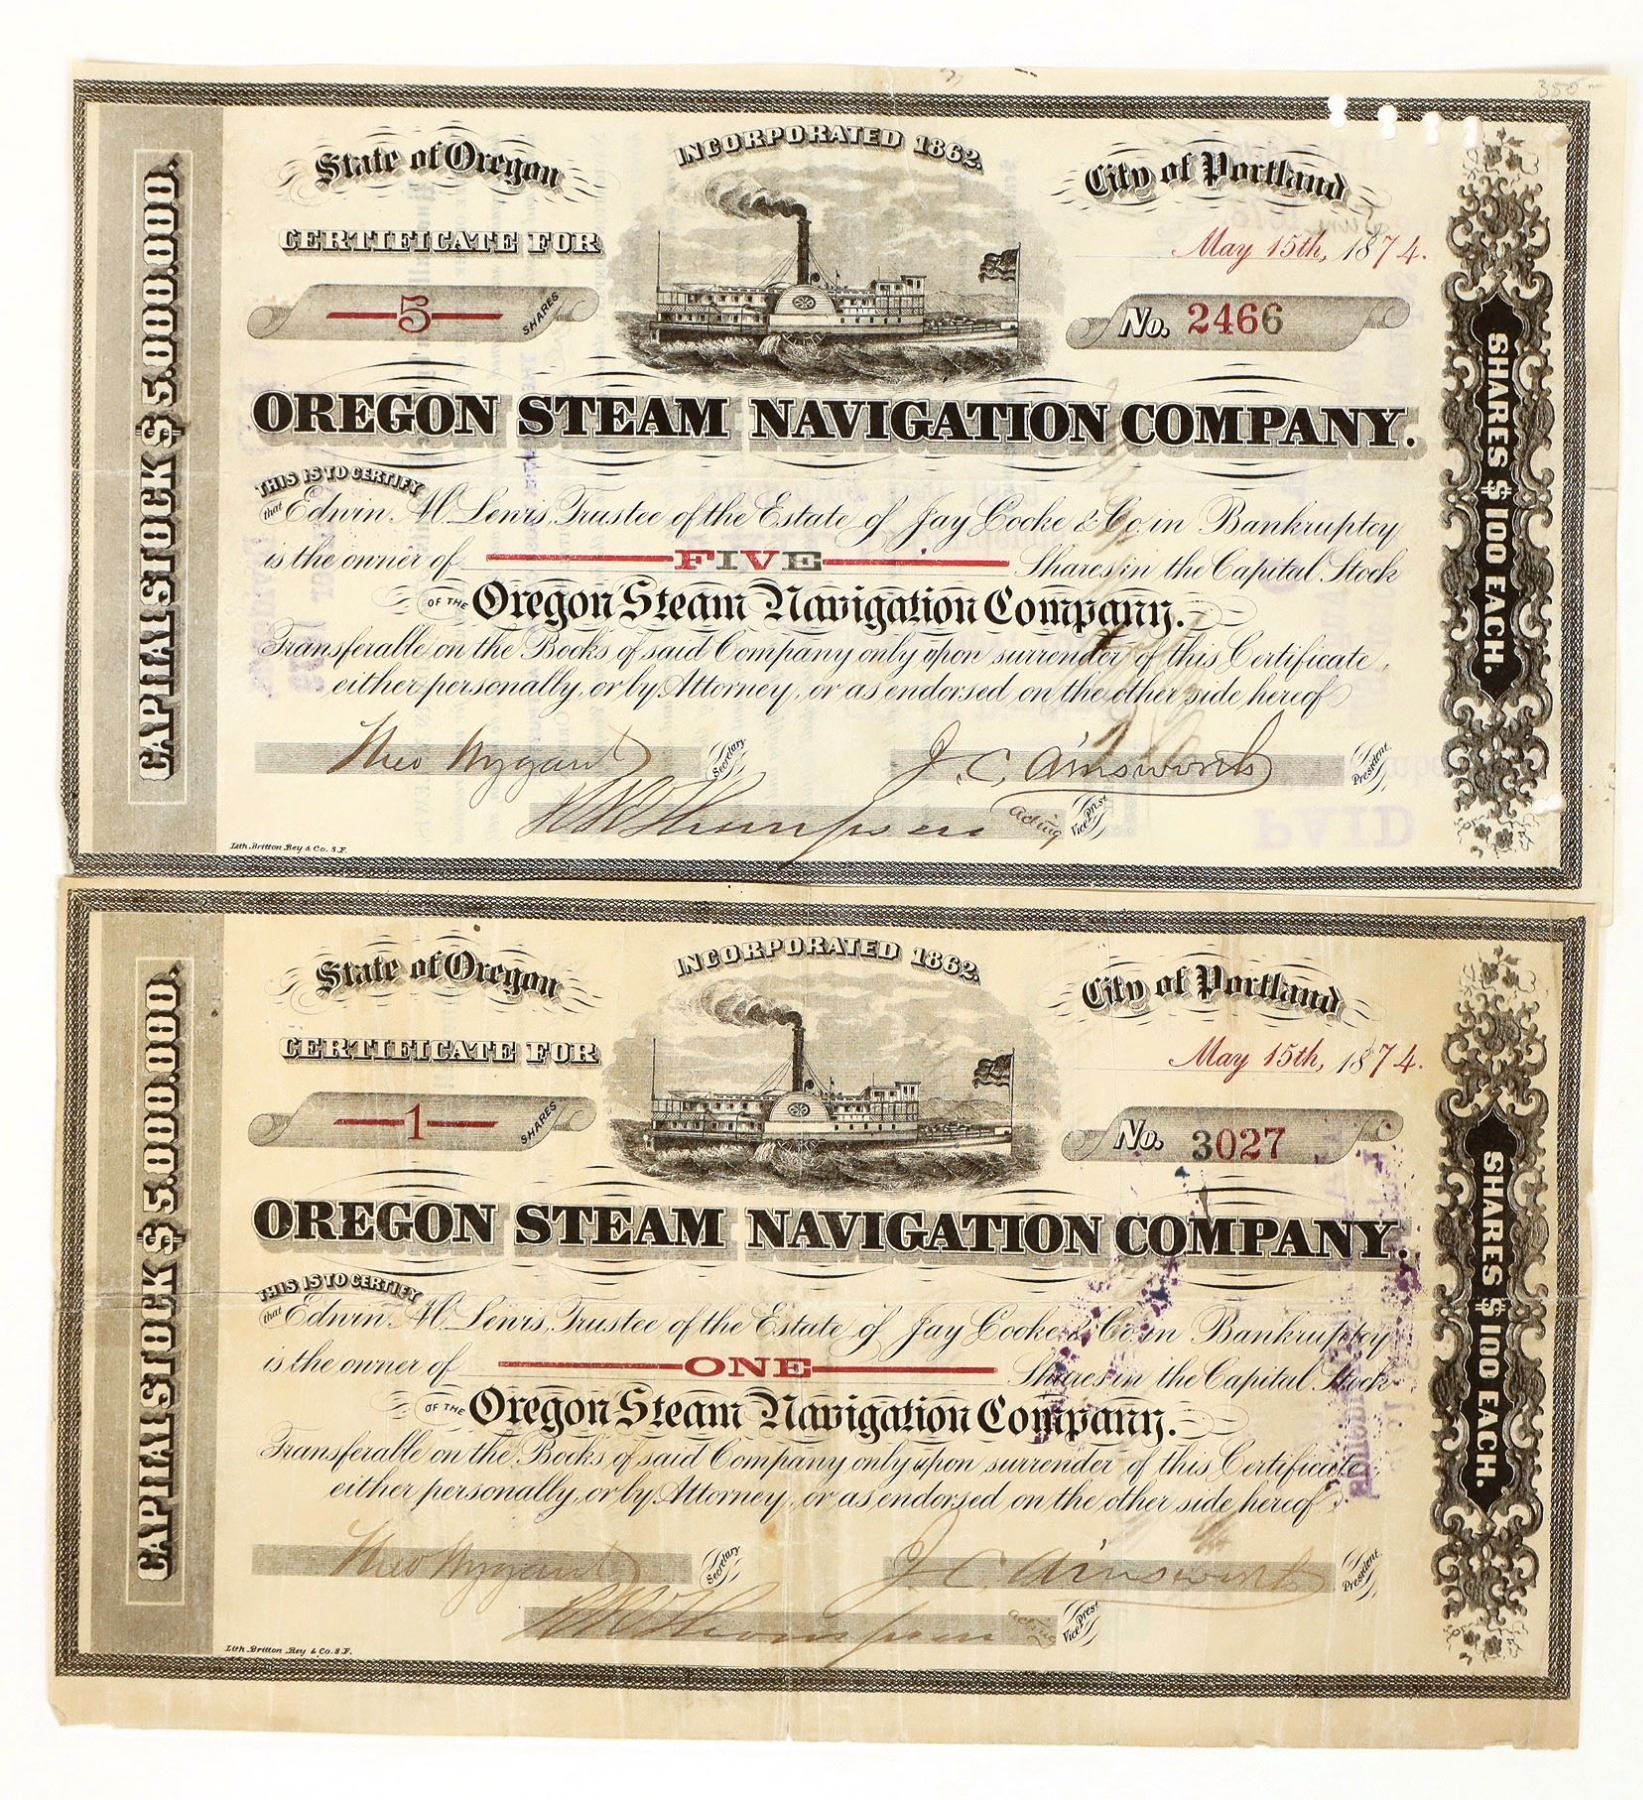 350
CAPITAL STOCK $5.000.000.
State of Oregon
INCORPORATED 1862.
City of Portland
CERTIFICATE FOR
May 15th, 1874.
5 SHARES
No. 2466
OREGON STEAM NAVIGATION COMPANY.
THIS IS TO CERTIFY
that Edwin M. Lewis, Trustee of the Estate of Jay Cooke & Co. in Bankruptcy
is the owner of FIVE Shares in the Capital Stock
OF THE Oregon Steam Navigation Company.
Transferable on the Books of said Company only upon surrender of this Certificate,
either personally, or by Attorney, or as endorsed on the other side hereof
Theo Wygant Secretary
J. C. Ainsworth President
R R Thompson acting Vice Prest.
PAID
Lith. Britton Rey & Co. S.F.
SHARES $100 EACH.
CAPITAL STOCK $5.000.000.
State of Oregon
INCORPORATED 1862.
City of Portland
CERTIFICATE FOR
May 15th, 1874.
1 SHARES
No. 3027
OREGON STEAM NAVIGATION COMPANY.
THIS IS TO CERTIFY
that Edwin M. Lewis, Trustee of the Estate of Jay Cooke & Co. in Bankruptcy
is the owner of ONE Shares in the Capital Stock
OF THE Oregon Steam Navigation Company.
Transferable on the Books of said Company only upon surrender of this Certificate,
either personally, or by Attorney, or as endorsed on the other side hereof
Theo Wygant Secretary
J. C. Ainsworth President
R R Thompson acting Vice Prest.
Lith. Britton Rey & Co. S.F.
SHARES $100 EACH.